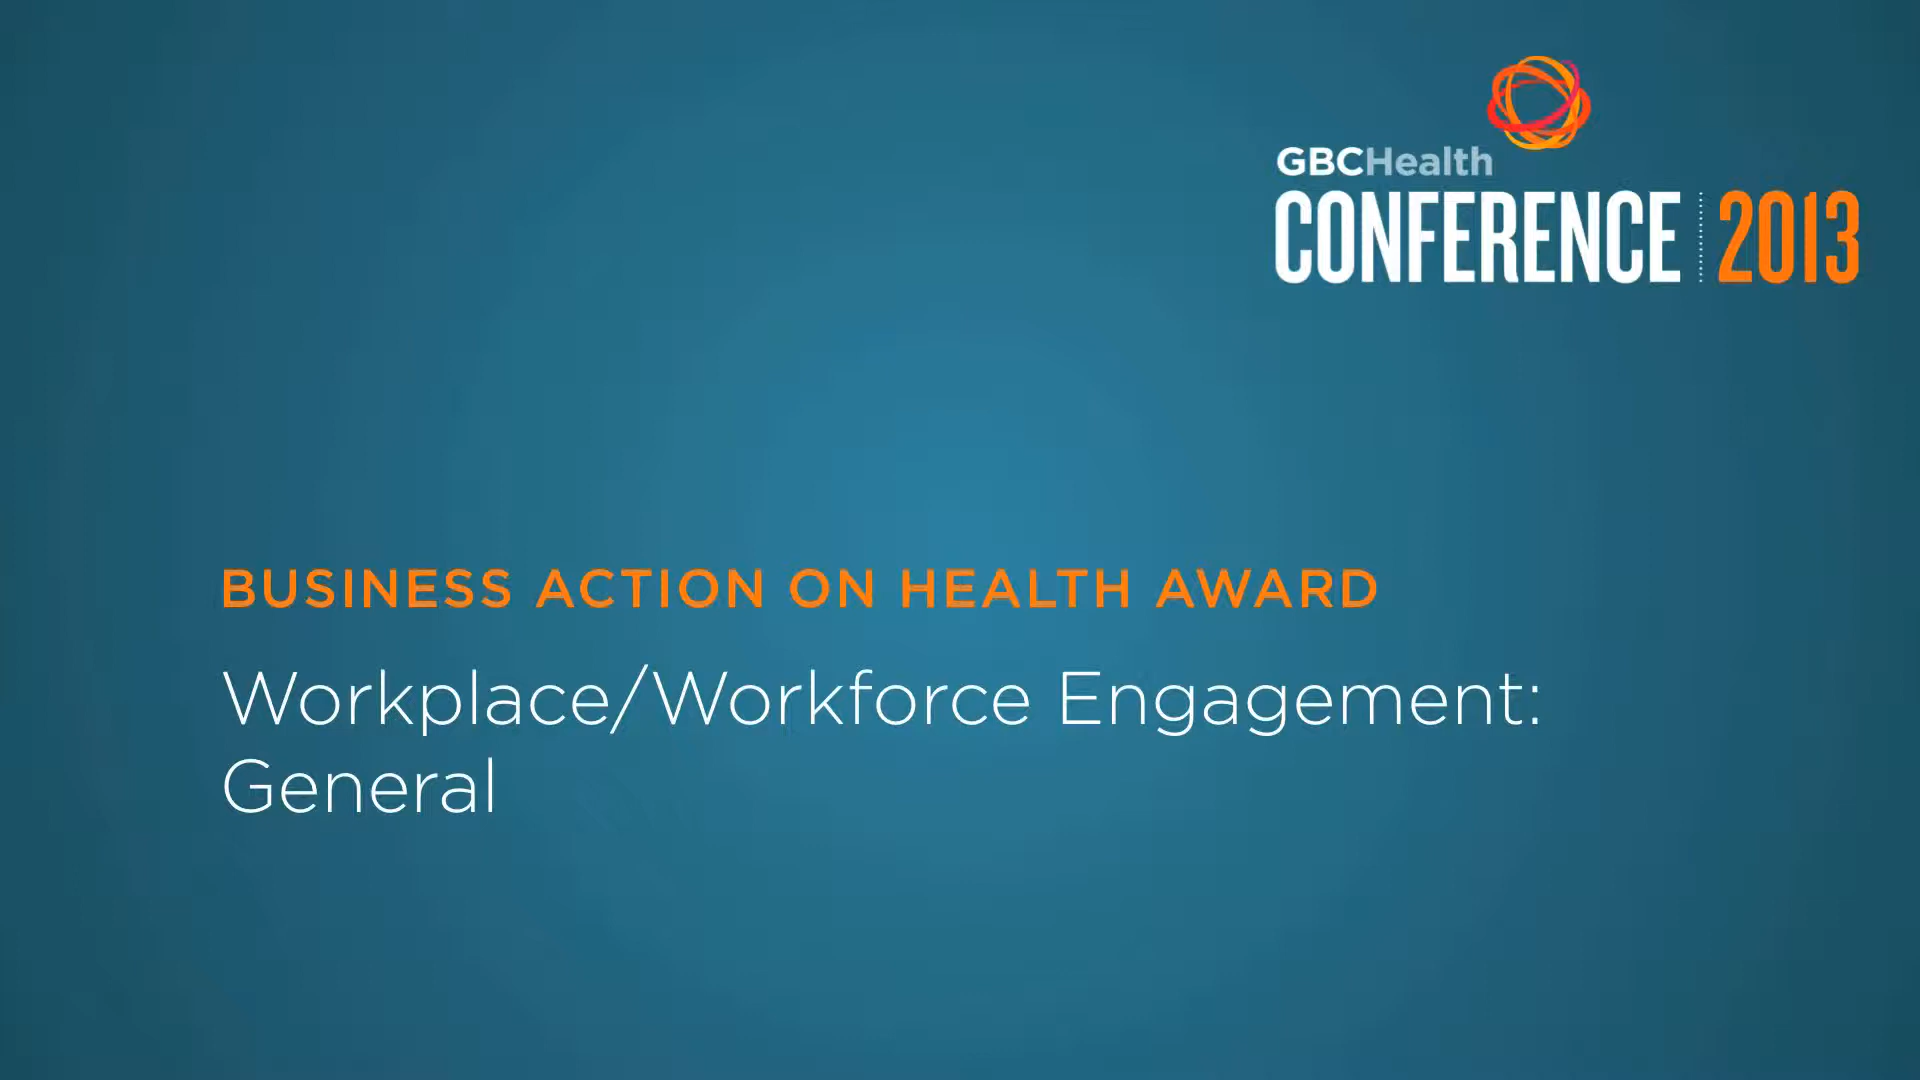 GBCHealth
CONFERENCE 2013
BUSINESS ACTION ON HEALTH AWARD
Workplace/Workforce Engagement:
General